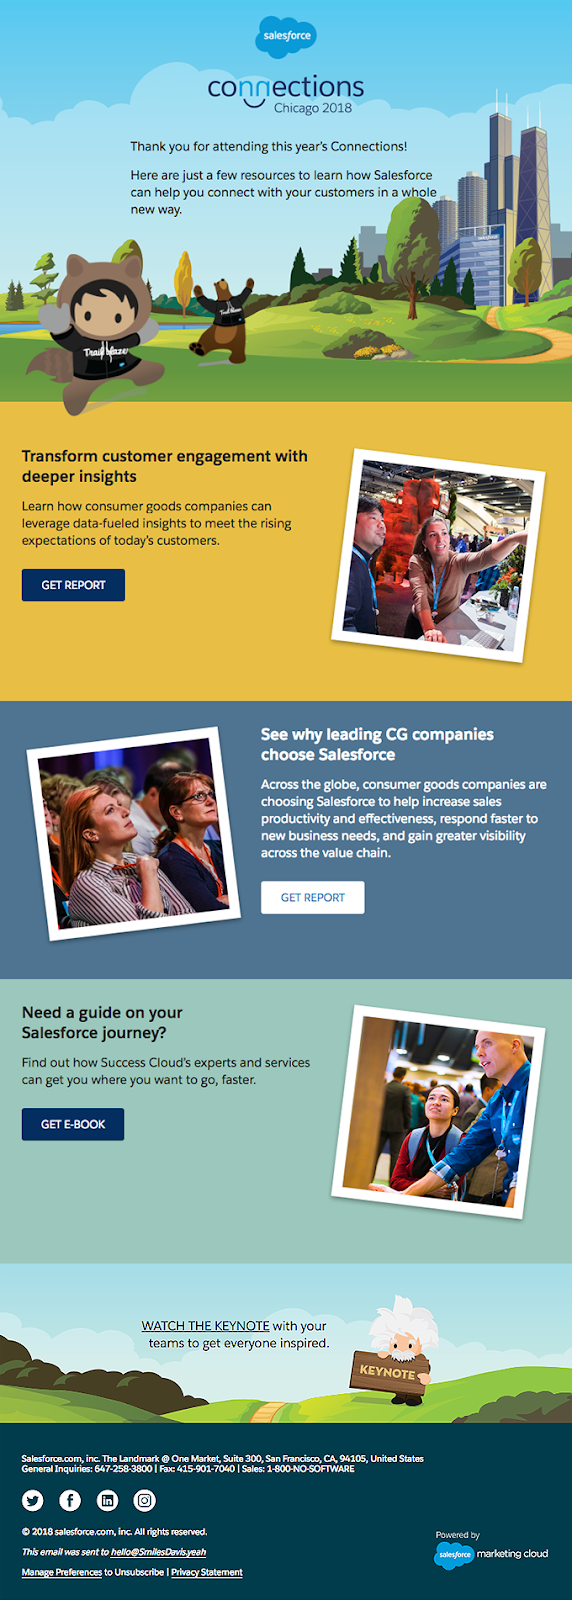 salesforce
connections
Chicago 2018
Thank you for attending this year's Connections!
Here are just a few resources to learn how Salesforce
can help you connect with your customers in a whole
new way.
Trailblazer
Trailblazer
Transform customer engagement with
deeper insights
Learn how consumer goods companies can
leverage data-fueled insights to meet the rising
expectations of today's customers.
GET REPORT
See why leading CG companies
choose Salesforce
Across the globe, consumer goods companies are
choosing Salesforce to help increase sales
productivity and effectiveness, respond faster to
new business needs, and gain greater visibility
across the value chain.
GET REPORT
Need a guide on your
Salesforce journey?
Find out how Success Cloud's experts and services
can get you where you want to go, faster.
GET E-BOOK
WATCH THE KEYNOTE with your
teams to get everyone inspired.
KEYNOTE
Salesforce.com, inc. The Landmark @ One Market, Suite 300, San Francisco, CA, 94105, United States
General Inquiries: 647-258-3800 | Fax: 415-901-7040 | Sales: 1-800-NO-SOFTWARE
© 2018 salesforce.com, inc. All rights reserved.
This email was sent to hello@SmilesDavis.yeah
Manage Preferences to Unsubscribe | Privacy Statement
Powered by
salesforce marketing cloud